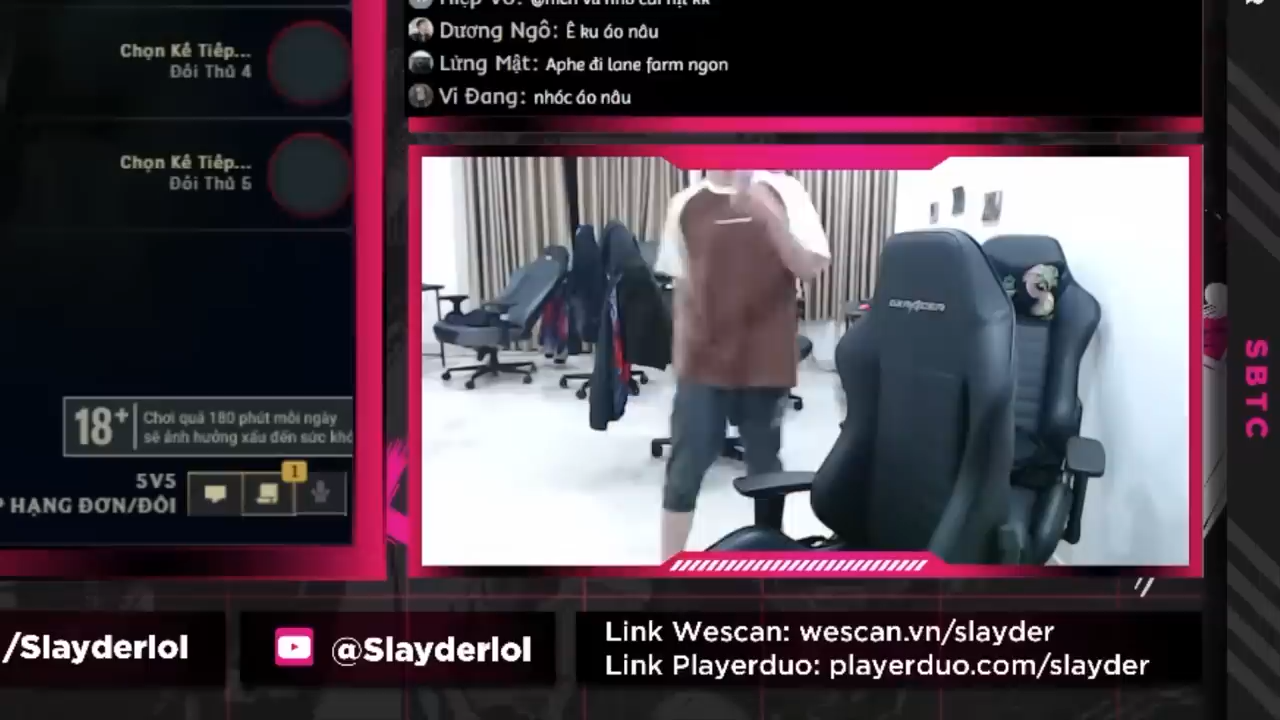 Dương Ngô: Ê ku áo nâu
Lửng Mật: Aphe đi lane farm ngon
Vi Đang: nhóc áo nâu
Chọn Kế Tiếp...
Đối Thủ 4
Chọn Kế Tiếp...
Đối Thủ 5
18+
Chơi quá 180 phút mỗi ngày
sẽ ảnh hưởng xấu đến sức
1
5V5
HẠNG ĐƠN/ĐÔI
SBTC
/Slayderlol
@Slayderlol
Link Wescan: wescan.vn/slayder
Link Playerduo: playerduo.com/slayder